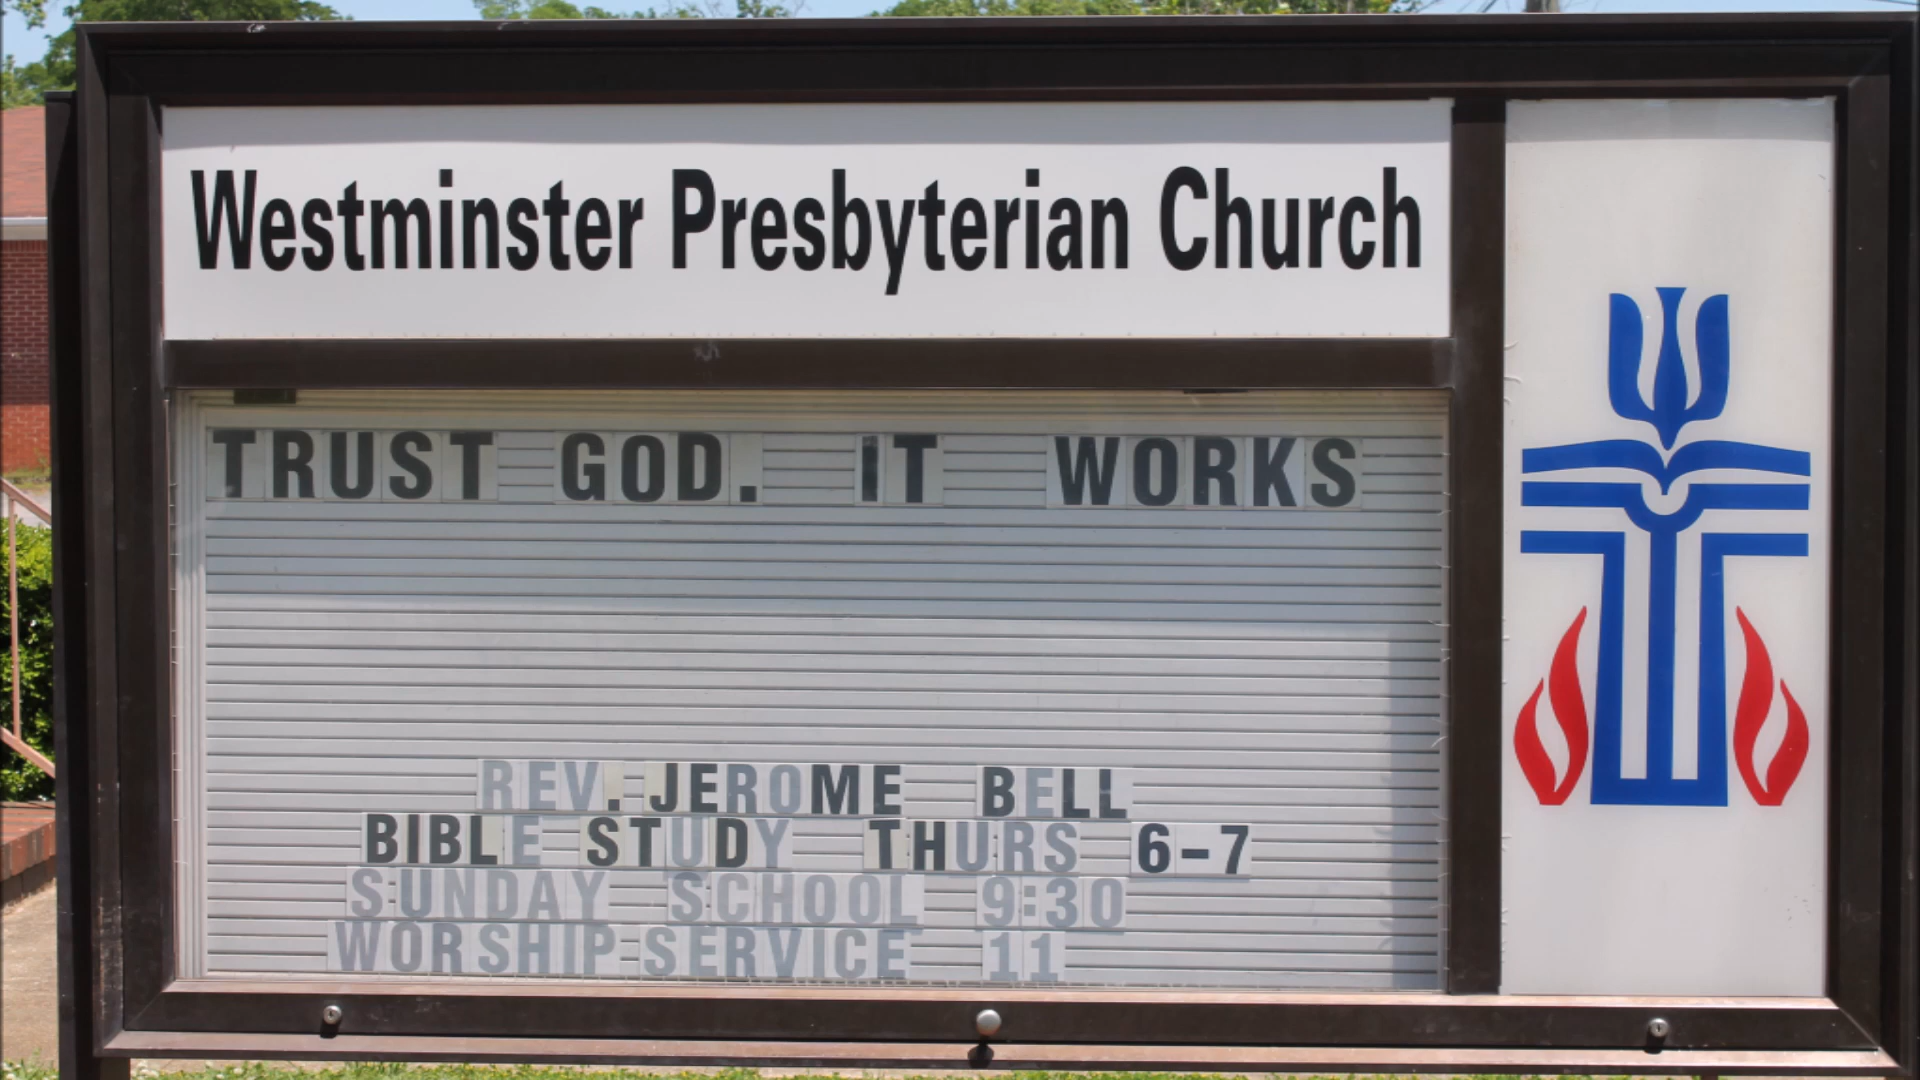 Westminster Presbyterian Church
TRUST GOD. IT WORKS
REV. JEROME BELL
BIBLE STUDY THURS 6-7
SUNDAY SCHOOL 9:30
WORSHIP SERVICE 11